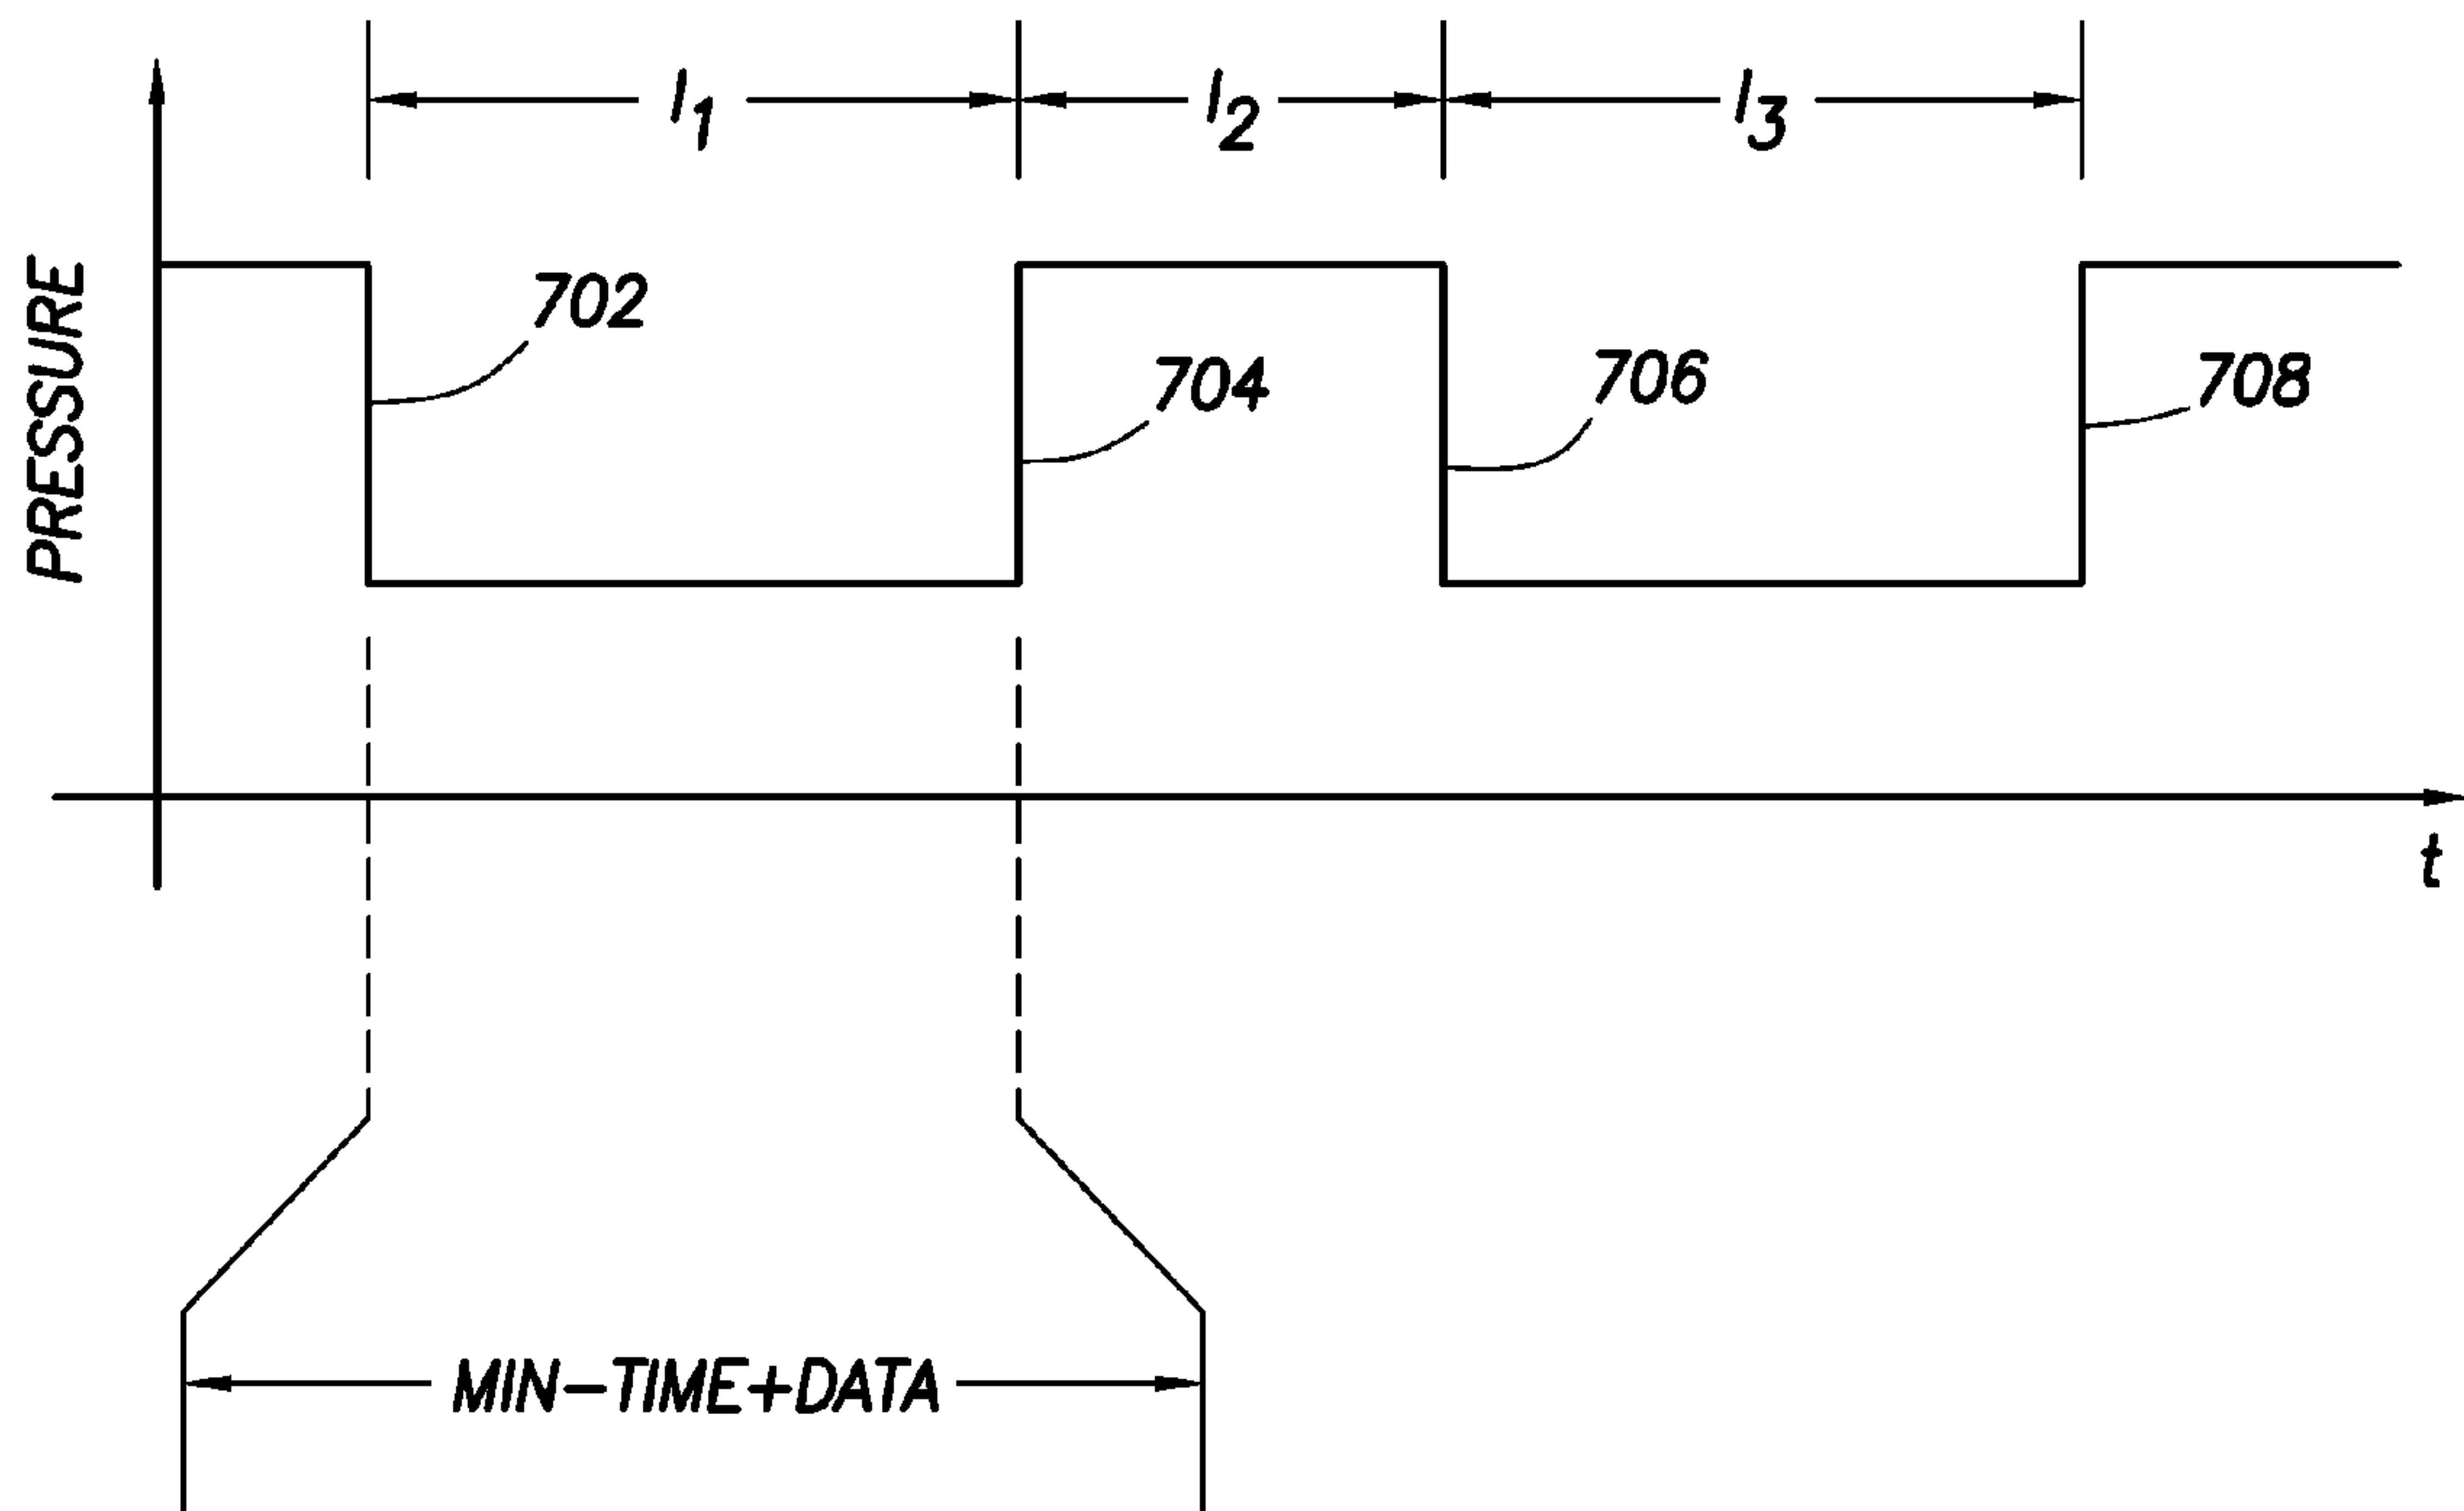 I1
I2
I3
PRESSURE
702
704
706
708
t
MIN-TIME+DATA